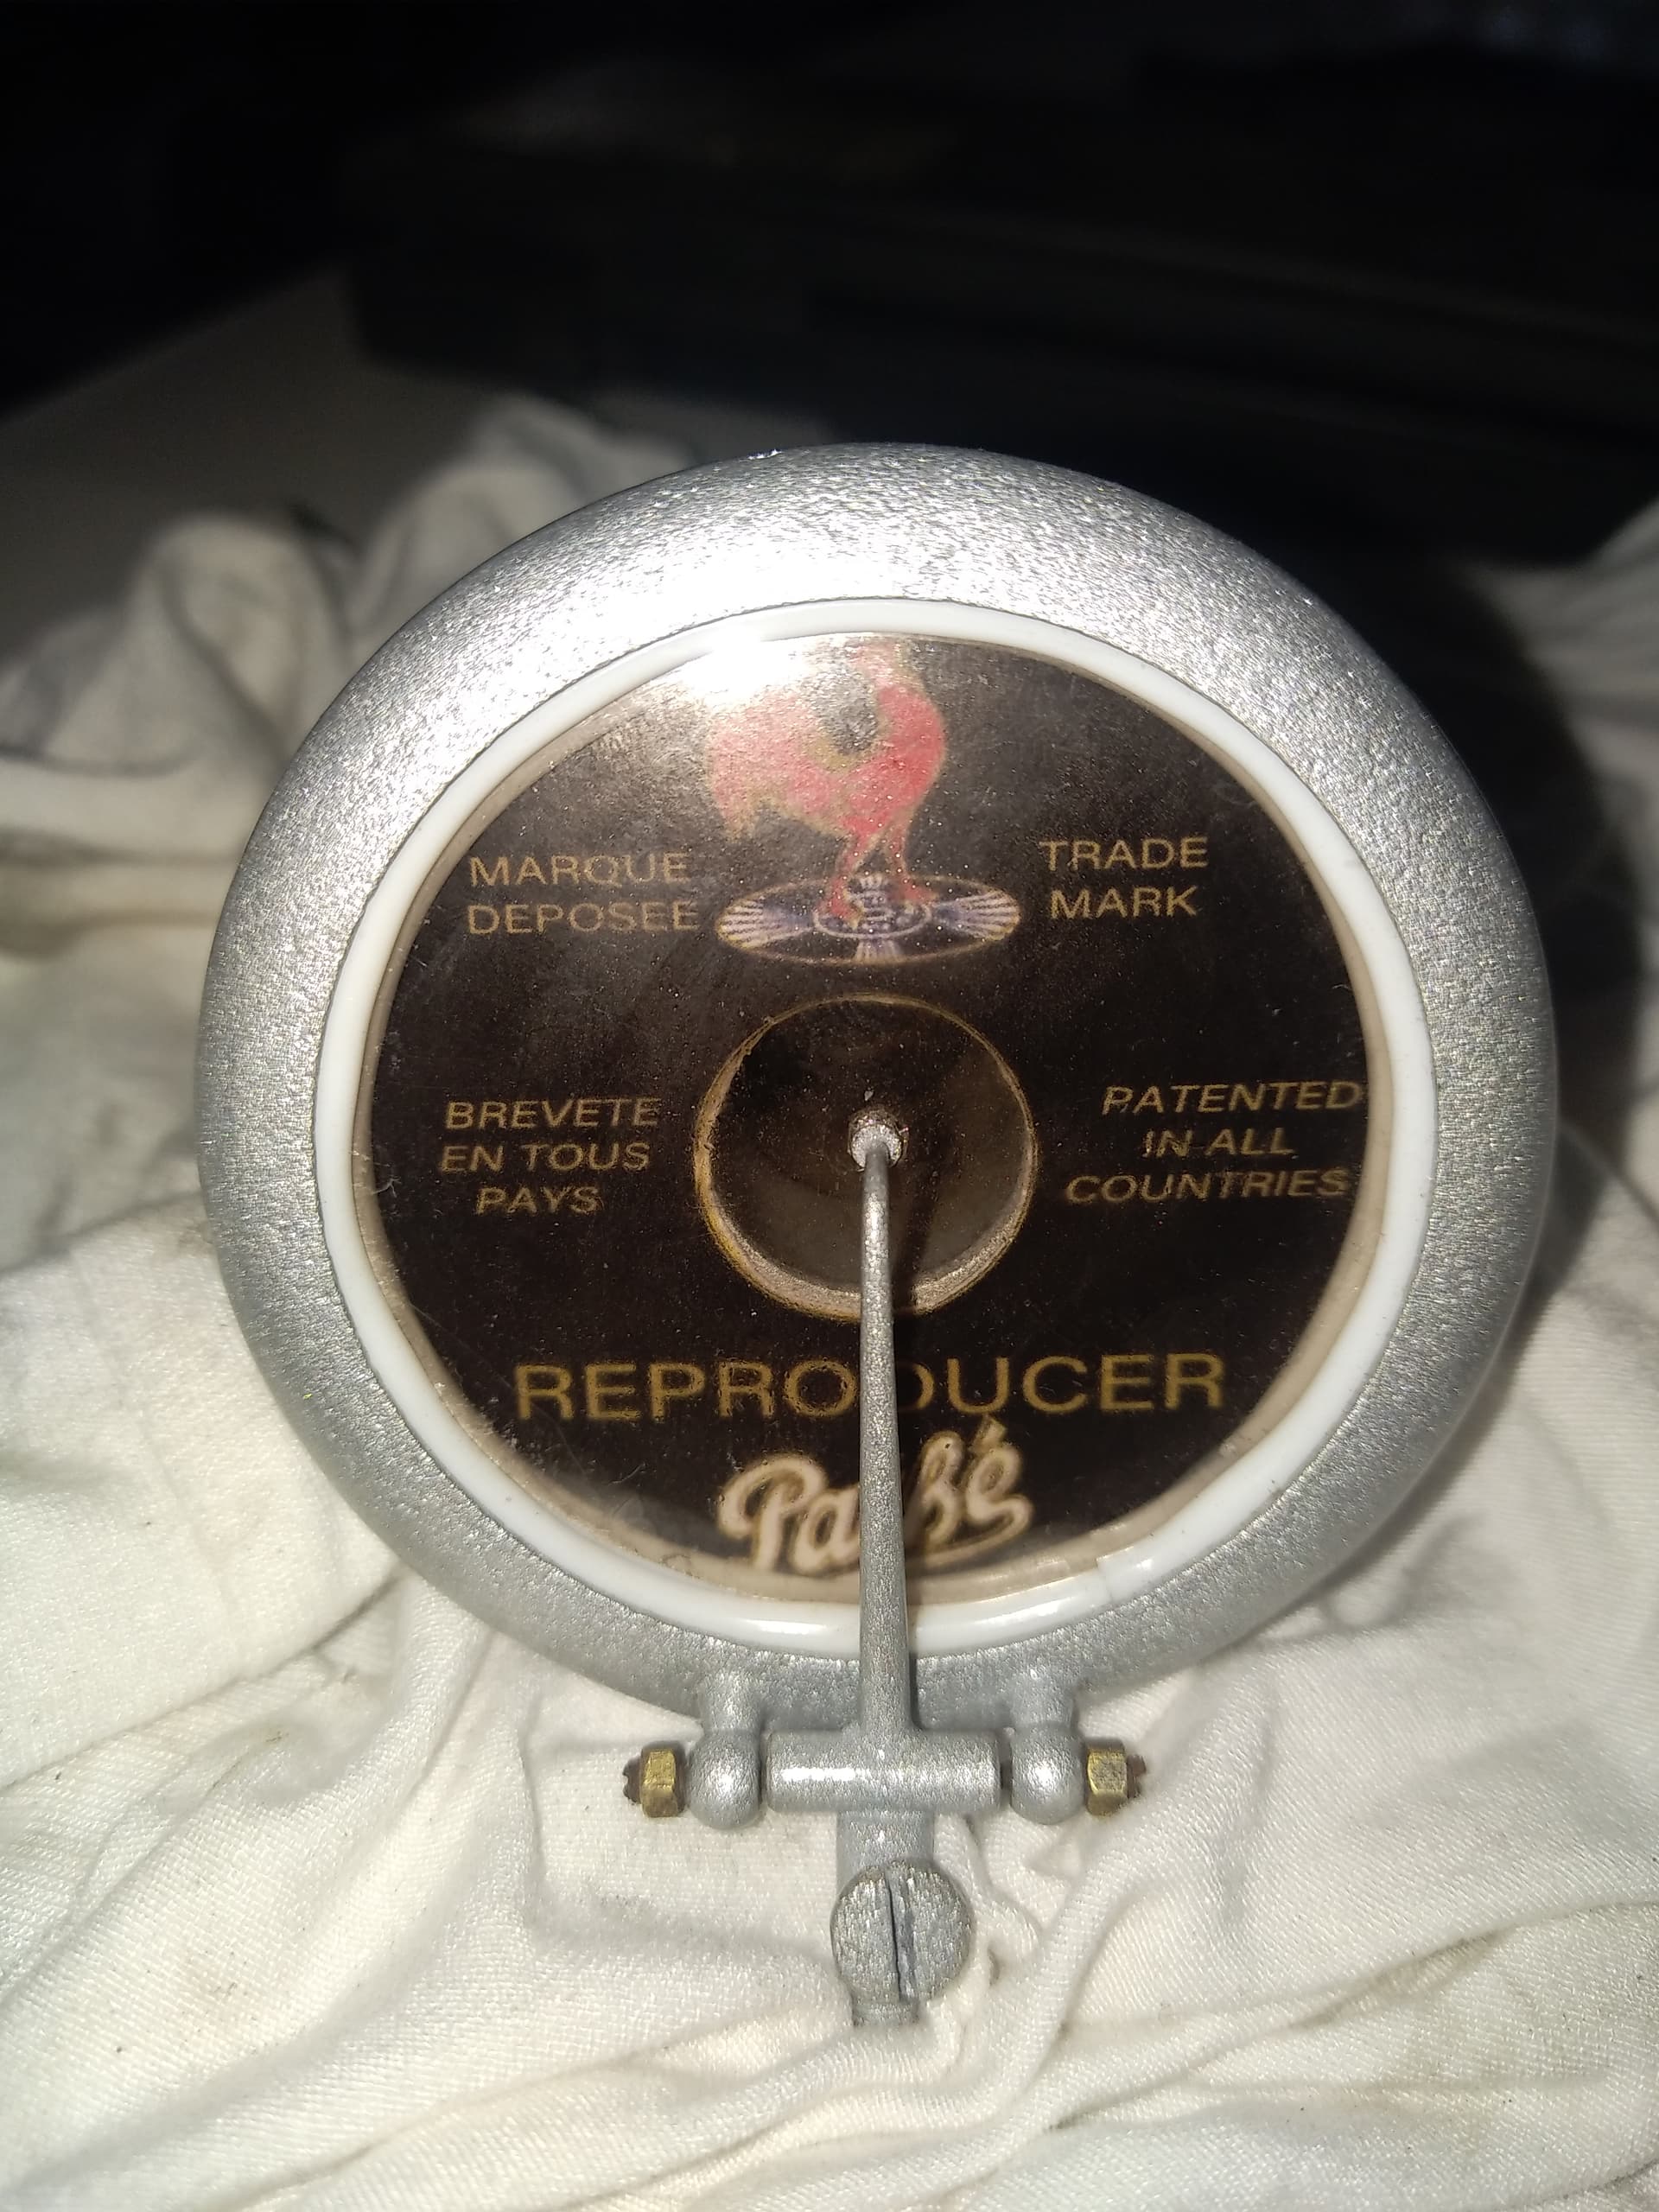 MARQUE
DEPOSEE
TRADE
MARK
BREVETE
EN TOUS
PAYS
PATENTED
IN ALL
COUNTRIES
REPRODUCER
Pathé